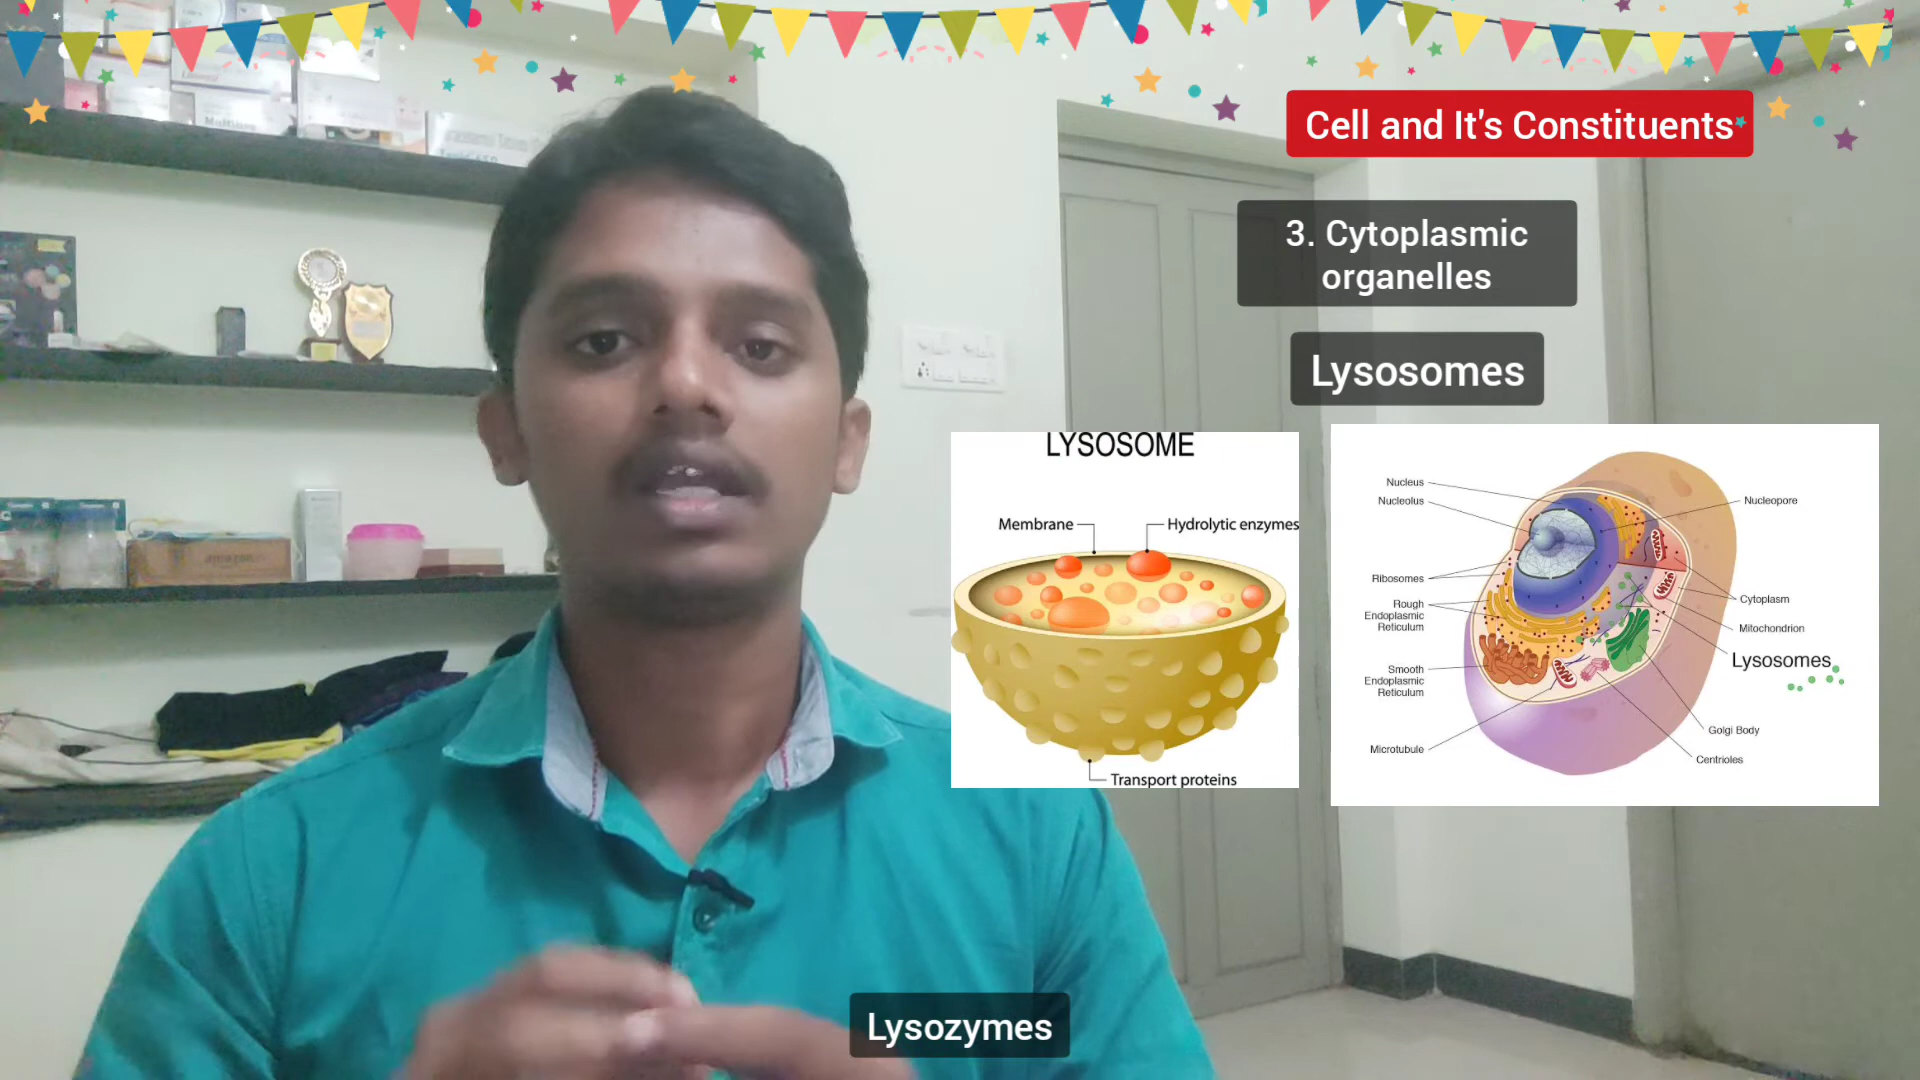 Cell and It's Constituents
3. Cytoplasmic
organelles
Lysosomes
LYSOSOME
Membrane
Hydrolytic enzymes
Transport proteins
Nucleus
Nucleolus
Nucleopore
Ribosomes
Rough
Endoplasmic
Reticulum
Cytoplasm
Mitochondrion
Lysosomes
Smooth
Endoplasmic
Reticulum
Golgi Body
Microtubule
Centrioles
amazon
Lysozymes